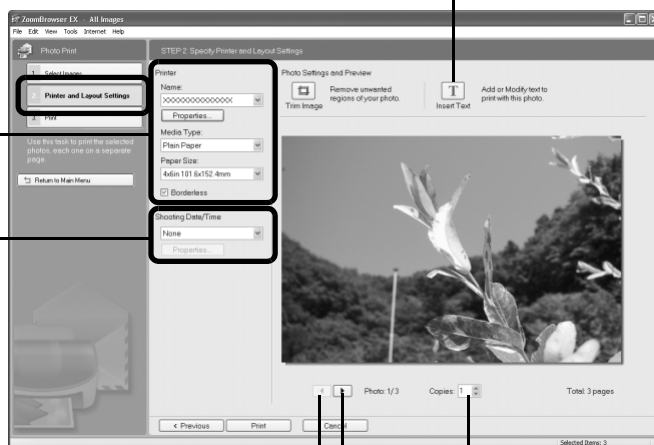 ZoomBrowser EX - All Images
File Edit View Tools Internet Help
Photo Print
STEP 2: Specify Printer and Layout Settings
1 Select Images
2 Printer and Layout Settings
3 Print
Use this task to print the selected
photos, each one on a separate
page.
Return to Main Menu
Printer
Name:
XXXXXXXXXXXXXX
Properties...
Media Type:
Plain Paper
Paper Size:
4x6in 101.6x152.4mm
Borderless
Shooting Date/Time
None
Properties...
Photo Settings and Preview
Trim Image
Remove unwanted
regions of your photo.
T
Insert Text
Add or Modify text to
print with this photo.
Photo: 1/3
Copies: 1
Total: 3 pages
< Previous
Print
Cancel
Selected Items: 3